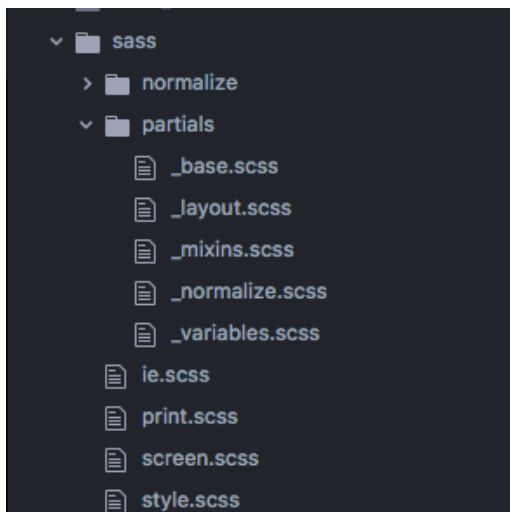 sass
normalize
partials
_base.scss
_layout.scss
_mixins.scss
_normalize.scss
_variables.scss
ie.scss
print.scss
screen.scss
style.scss